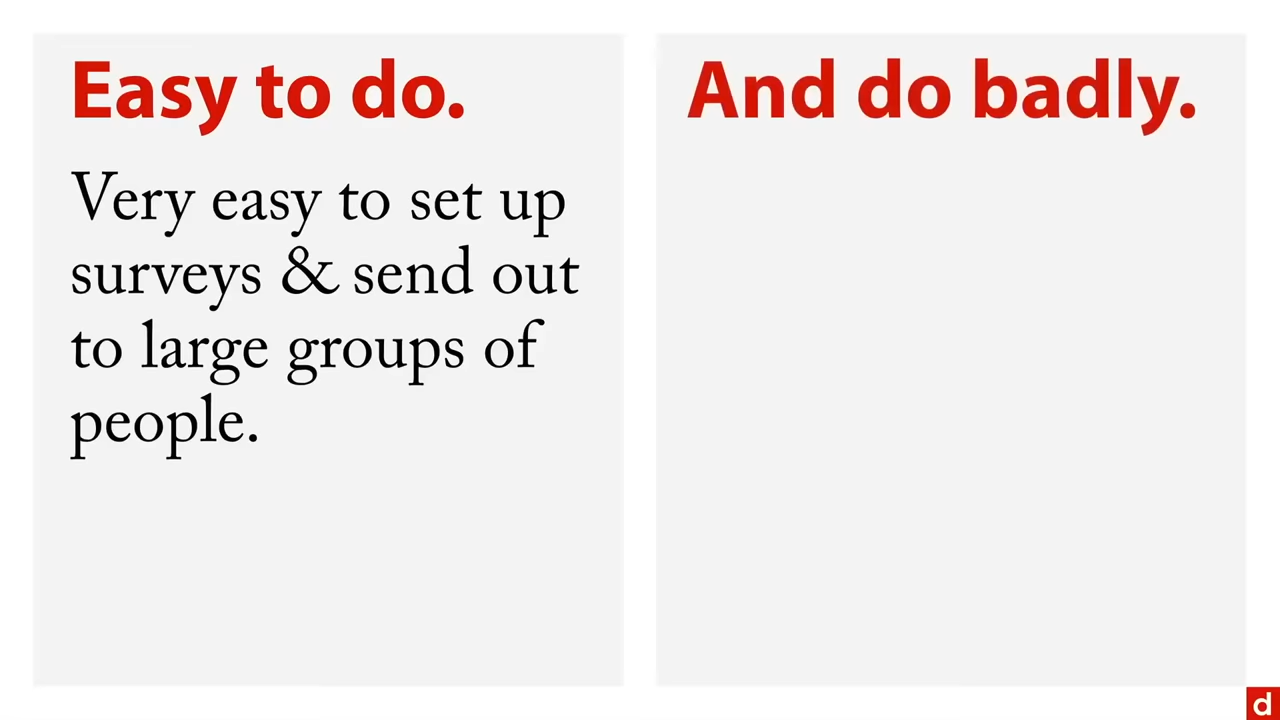 Easy to do.
Very easy to set up
surveys & send out
to large groups of
people.
And do badly.
d